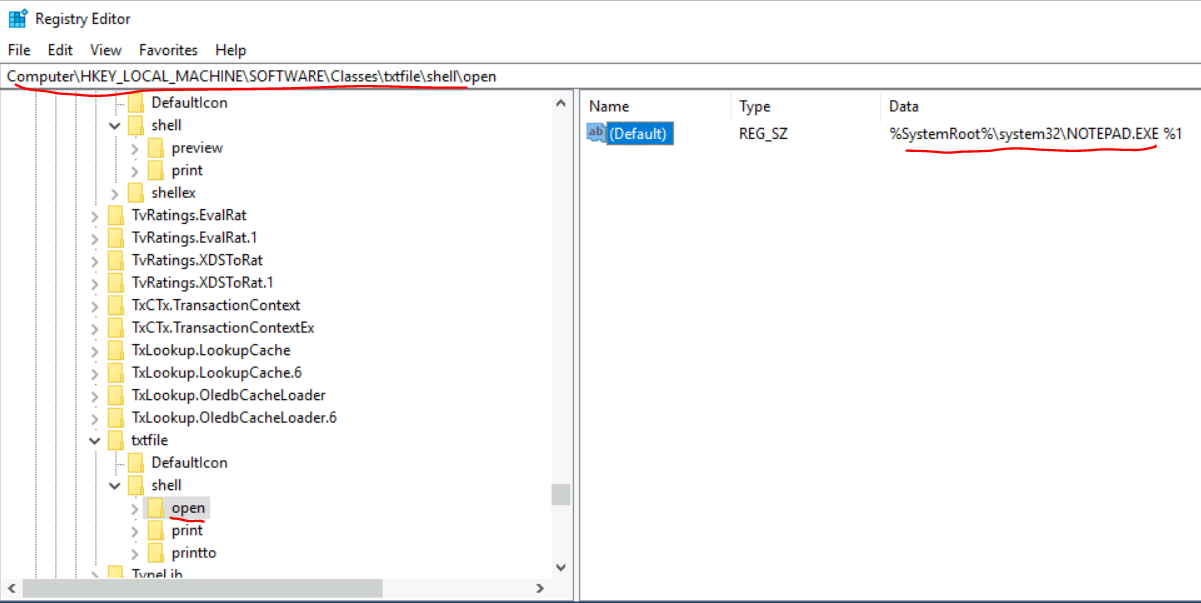 Registry Editor
File Edit View Favorites Help
Computer\HKEY_LOCAL_MACHINE\SOFTWARE\Classes\txtfile\shell\open
DefaultIcon
shell
preview
print
shellex
TvRatings.EvalRat
TvRatings.EvalRat.1
TvRatings.XDSToRat
TvRatings.XDSToRat.1
TxCTx.TransactionContext
TxCTx.TransactionContextEx
TxLookup.LookupCache
TxLookup.LookupCache.6
TxLookup.OledbCacheLoader
TxLookup.OledbCacheLoader.6
txtfile
DefaultIcon
shell
open
print
printto
TypeLib
Name Type Data
ab (Default) REG_SZ %SystemRoot%\system32\NOTEPAD.EXE %1